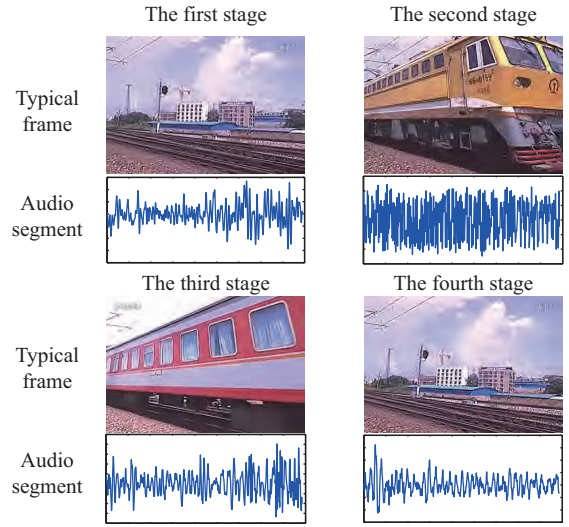 The first stage
The second stage
Typical
frame
Audio
segment
The third stage
The fourth stage
Typical
frame
Audio
segment